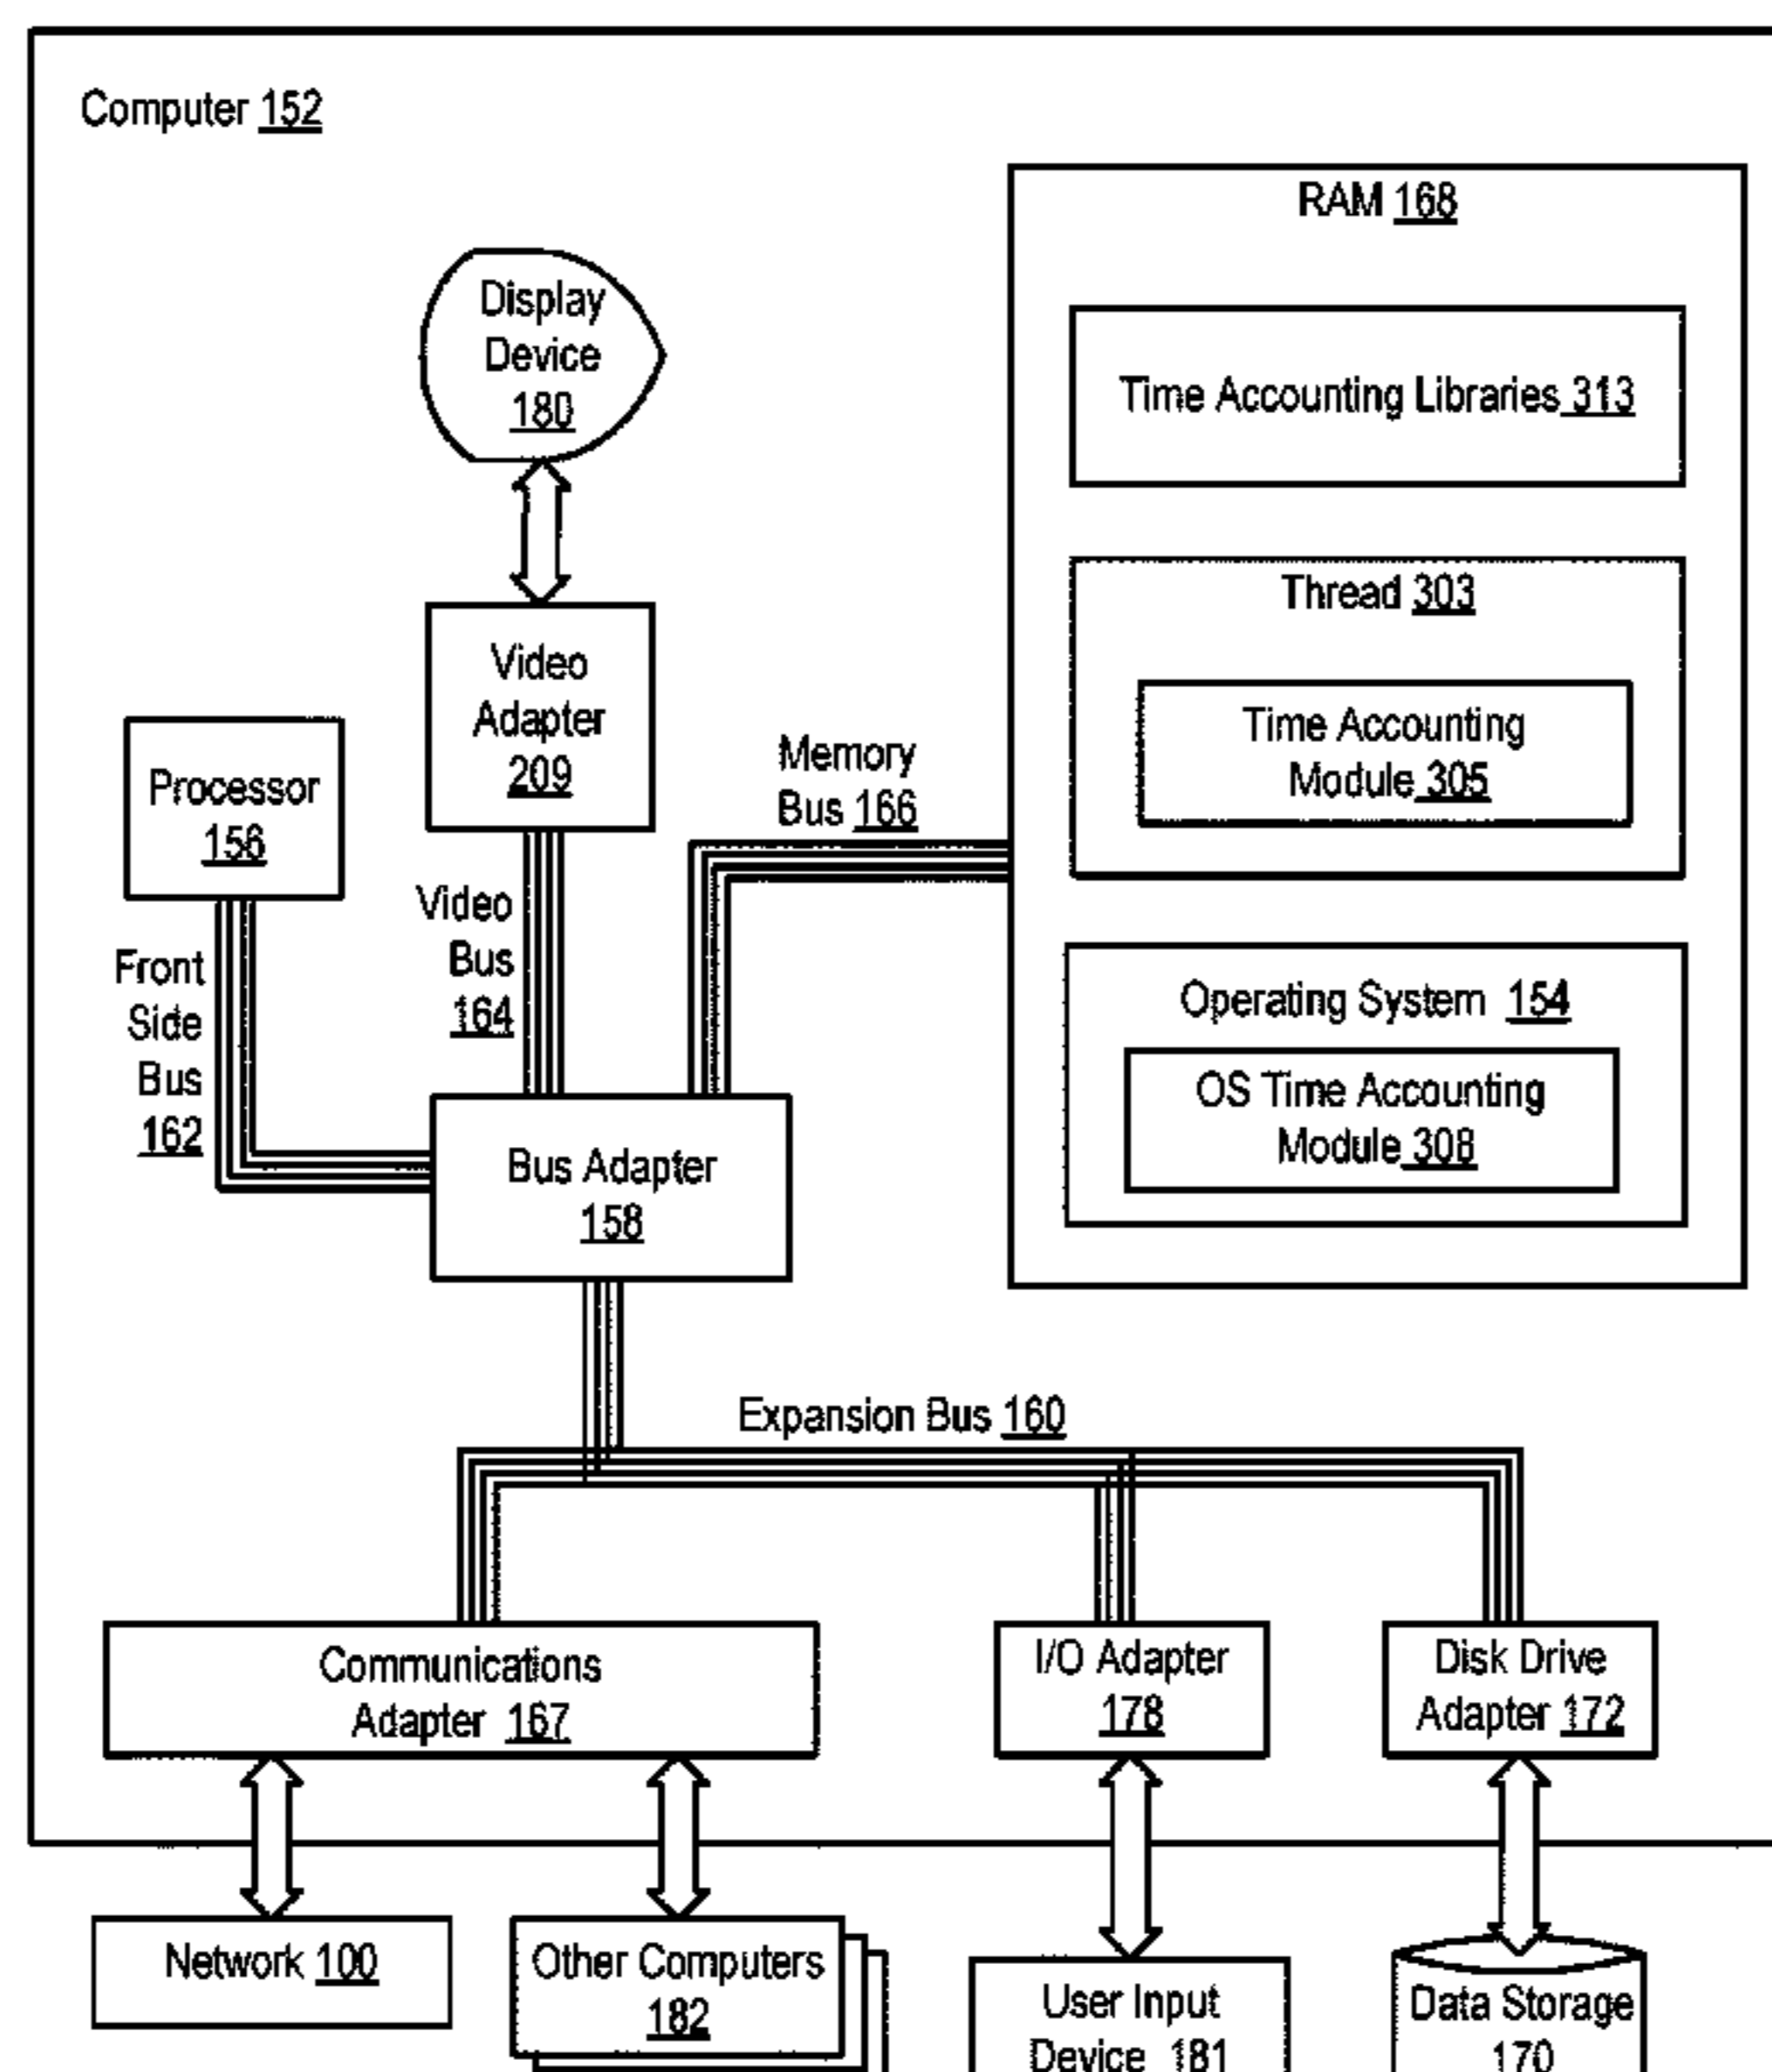 Computer 152
RAM 168
Display
Device
180
Time Accounting Libraries 313
Thread 303
Time Accounting
Module 305
Video
Adapter
209
Processor
156
Memory
Bus 166
Video
Bus
164
Front
Side
Bus
162
Operating System 154
OS Time Accounting
Module 308
Bus Adapter
158
Expansion Bus 160
Communications
Adapter 167
I/O Adapter
178
Disk Drive
Adapter 172
Network 100
Other Computers
182
User Input
Device 181
Data Storage
170